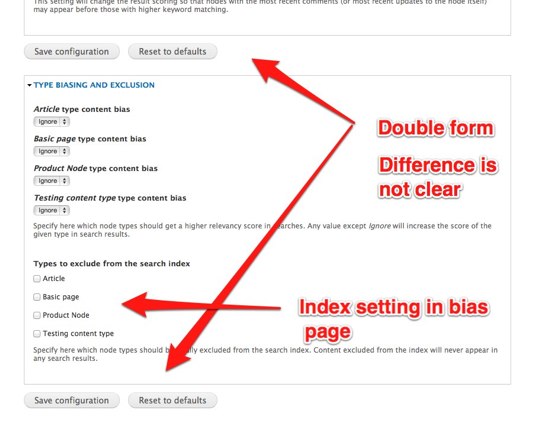 This setting will change the result scoring so that nodes with the most recent comments (or most recent updates to the node itself)
may appear before those with higher keyword matching.
Save configuration Reset to defaults
TYPE BIASING AND EXCLUSION
Article type content bias
Ignore
Basic page type content bias
Ignore
Product Node type content bias
Ignore
Testing content type type content bias
Ignore
Specify here which node types should get a higher relevancy score in searches. Any value except Ignore will increase the score of the
given type in search results.
Types to exclude from the search index
Article
Basic page
Product Node
Testing content type
Specify here which node types should be excluded from the search index. Content excluded from the index will never appear in
any search results.
Save configuration Reset to defaults
Double form
Difference is
not clear
Index setting in bias
page